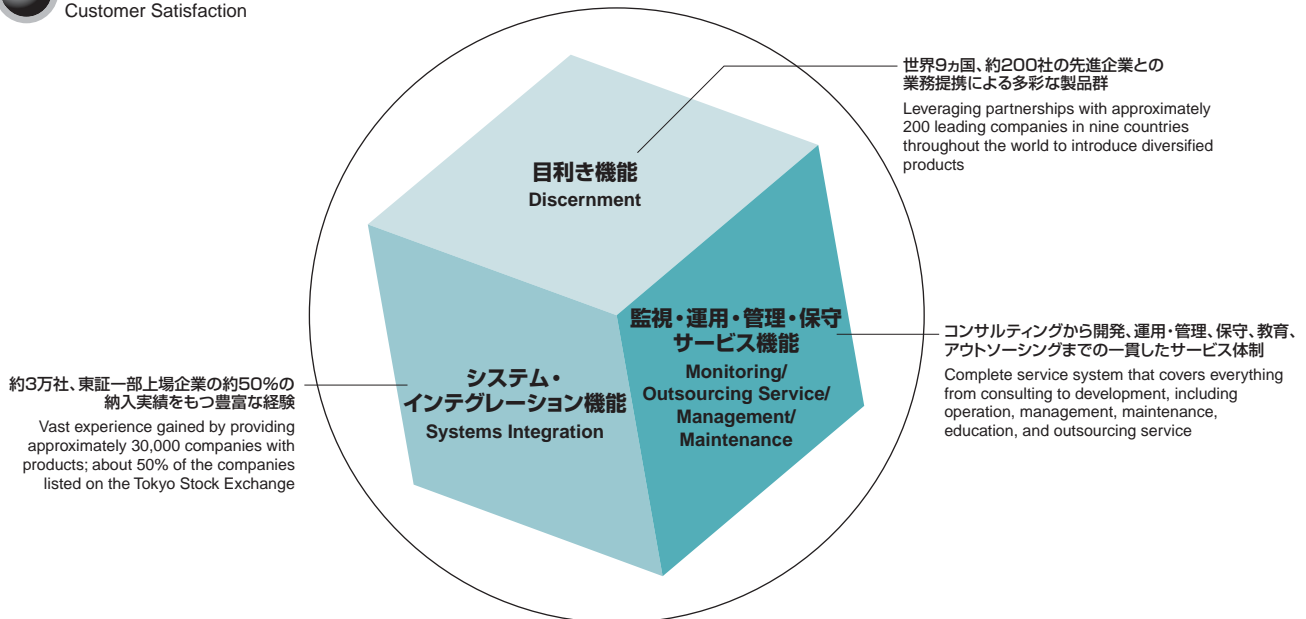 Customer Satisfaction
世界9ヵ国、約200社の先進企業との
業務提携による多彩な製品群
Leveraging partnerships with approximately
200 leading companies in nine countries
throughout the world to introduce diversified
products
目利き機能
Discernment
監視・運用・管理・保守
サービス機能
Monitoring/
Outsourcing Service/
Management/
Maintenance
コンサルティングから開発、運用・管理、保守、教育、
アウトソーシングまでの一貫したサービス体制
Complete service system that covers everything
from consulting to development, including
operation, management, maintenance,
education, and outsourcing service
システム・
インテグレーション機能
Systems Integration
約3万社、東証一部上場企業の約50%の
納入実績をもつ豊富な経験
Vast experience gained by providing
approximately 30,000 companies with
products; about 50% of the companies
listed on the Tokyo Stock Exchange